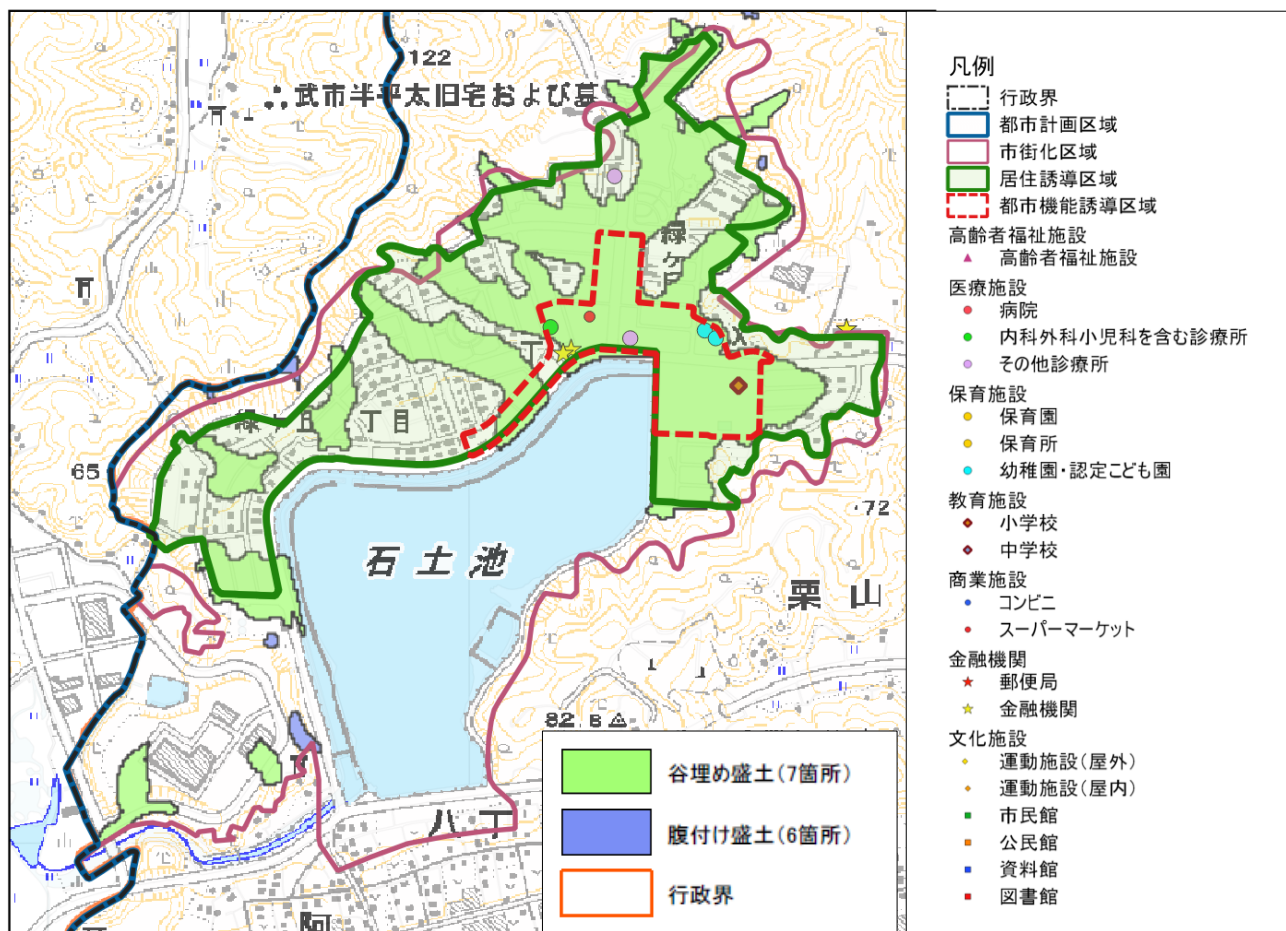 122
武市半平太旧宅および墓
緑ヶ
丁
緑
丘
丁目
65
・72
石土池
栗山
82.6
八丁
阿
谷埋め盛土(7箇所)
腹付け盛土(6箇所)
行政界
凡例
行政界
都市計画区域
市街化区域
居住誘導区域
都市機能誘導区域
高齢者福祉施設
高齢者福祉施設
医療施設
病院
内科外科小児科を含む診療所
その他診療所
保育施設
保育園
保育所
幼稚園・認定こども園
教育施設
小学校
中学校
商業施設
コンビニ
スーパーマーケット
金融機関
郵便局
金融機関
文化施設
運動施設(屋外)
運動施設(屋内)
市民館
公民館
資料館
図書館